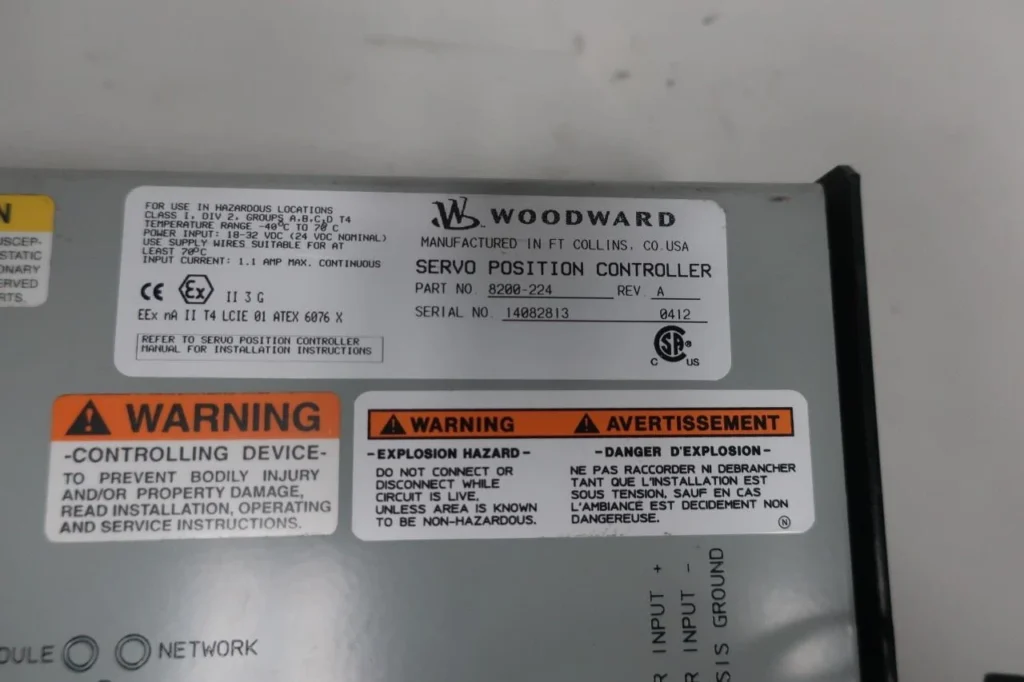 N
STATIC
FOR USE IN HAZARDOUS LOCATIONS
CLASS I, DIV 2, GROUPS A,B,C,D T4
TEMPERATURE RANGE -40°C TO 70°C
POWER INPUT: 18-32 VDC (24 VDC NOMINAL)
USE SUPPLY WIRES SUITABLE FOR AT
LEAST 70°C
INPUT CURRENT: 1.1 AMP MAX. CONTINUOUS
CE Ex II 3 G
EEx nA II T4 LCIE 01 ATEX 6076 X
REFER TO SERVO POSITION CONTROLLER
MANUAL FOR INSTALLATION INSTRUCTIONS
WOODWARD
MANUFACTURED IN FT COLLINS, CO.USA
SERVO POSITION CONTROLLER
PART NO. 8200-224 REV. A
SERIAL NO. 14082813 0412
C SA ® US
WARNING
-CONTROLLING DEVICE-
TO PREVENT BODILY INJURY
AND/OR PROPERTY DAMAGE,
READ INSTALLATION, OPERATING
AND SERVICE INSTRUCTIONS.
WARNING
-EXPLOSION HAZARD-
DO NOT CONNECT OR
DISCONNECT WHILE
CIRCUIT IS LIVE,
UNLESS AREA IS KNOWN
TO BE NON-HAZARDOUS.
AVERTISSEMENT
-DANGER D'EXPLOSION-
NE PAS RACCORDER NI DEBRANCHER
TANT QUE L'INSTALLATION EST
SOUS TENSION, SAUF EN CAS
L'AMBIANCE EST DECIDEMENT NON
DANGEREUSE.
N
INPUT +
INPUT -
GROUND
NETWORK